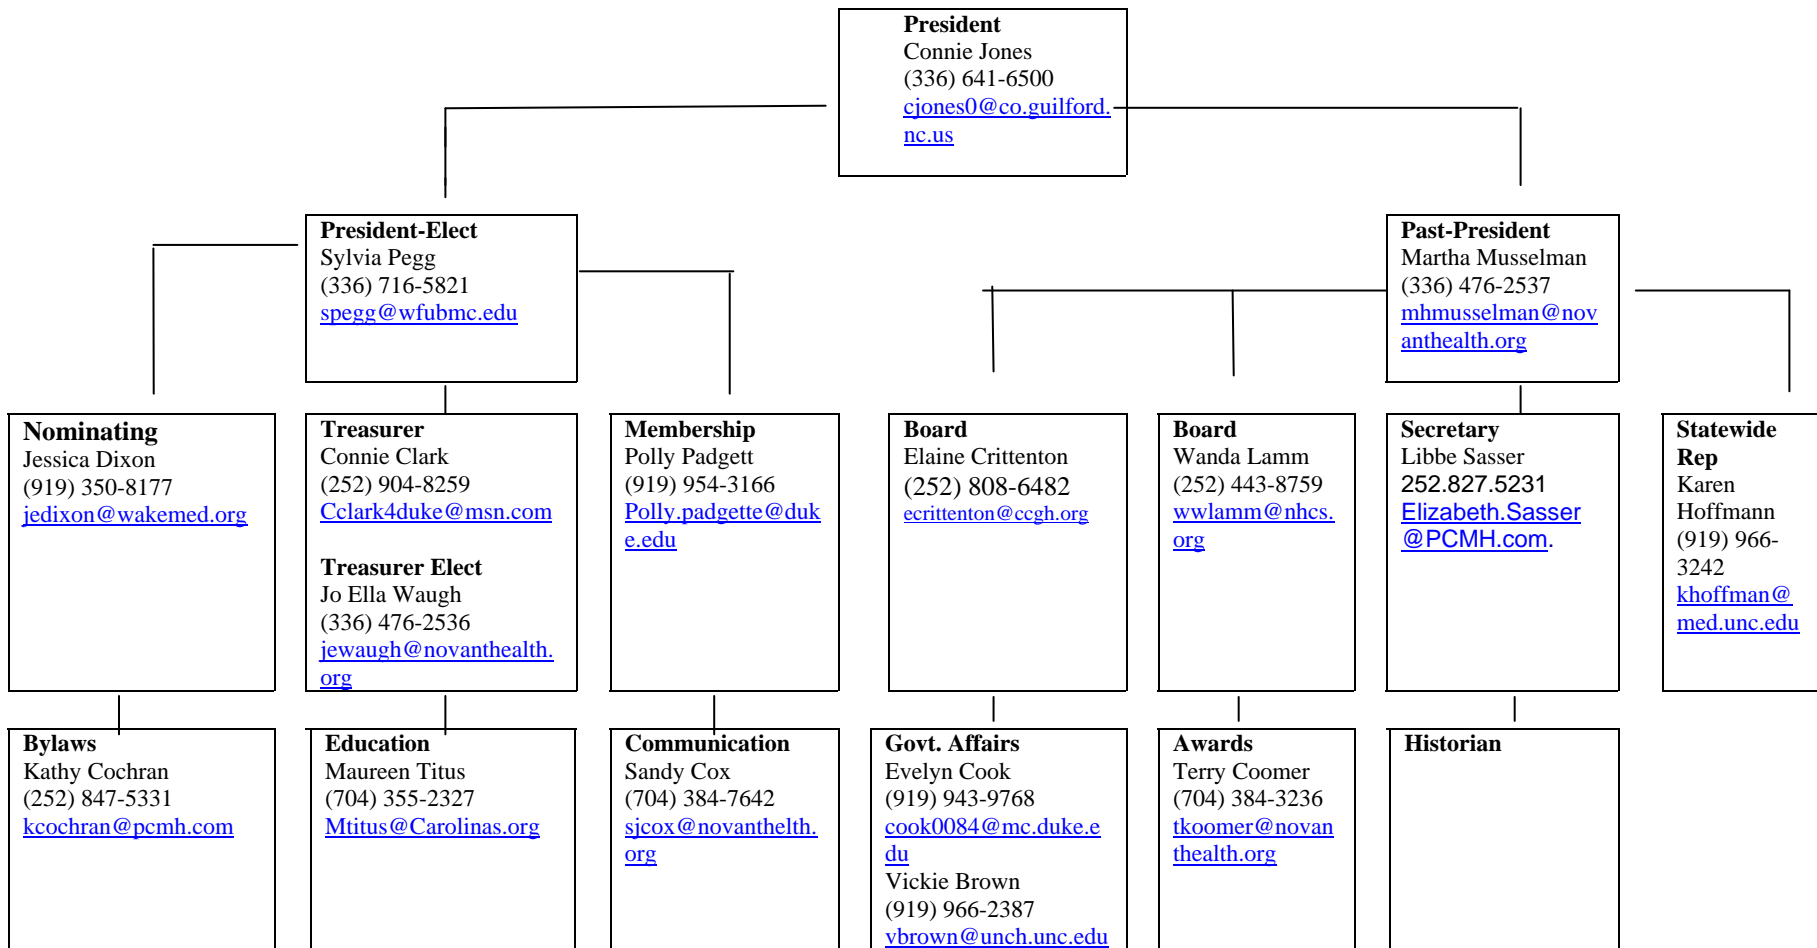 President
Connie Jones
(336) 641-6500
cjones0@co.guilford.
nc.us
President-Elect
Sylvia Pegg
(336) 716-5821
spegg@wfubmc.edu
Past-President
Martha Musselman
(336) 476-2537
mhmusselman@nov
anthealth.org
Nominating
Jessica Dixon
(919) 350-8177
jedixon@wakemed.org
Treasurer
Connie Clark
(252) 904-8259
Cclark4duke@msn.com
Treasurer Elect
Jo Ella Waugh
(336) 476-2536
jewaugh@novanthealth.
org
Membership
Polly Padgett
(919) 954-3166
Polly.padgette@duk
e.edu
Board
Elaine Crittenton
(252) 808-6482
ecrittenton@ccgh.org
Board
Wanda Lamm
(252) 443-8759
wwlamm@nhcs.
org
Secretary
Libbe Sasser
252.827.5231
Elizabeth.Sasser
@PCMH.com.
Statewide
Rep
Karen
Hoffmann
(919) 966-
3242
khoffman@
med.unc.edu
Bylaws
Kathy Cochran
(252) 847-5331
kcochran@pcmh.com
Education
Maureen Titus
(704) 355-2327
Mtitus@Carolinas.org
Communication
Sandy Cox
(704) 384-7642
sjcox@novanthelth.
org
Govt. Affairs
Evelyn Cook
(919) 943-9768
cook0084@mc.duke.e
du
Vickie Brown
(919) 966-2387
vbrown@unch.unc.edu
Awards
Terry Coomer
(704) 384-3236
tkoomer@novan
thealth.org
Historian